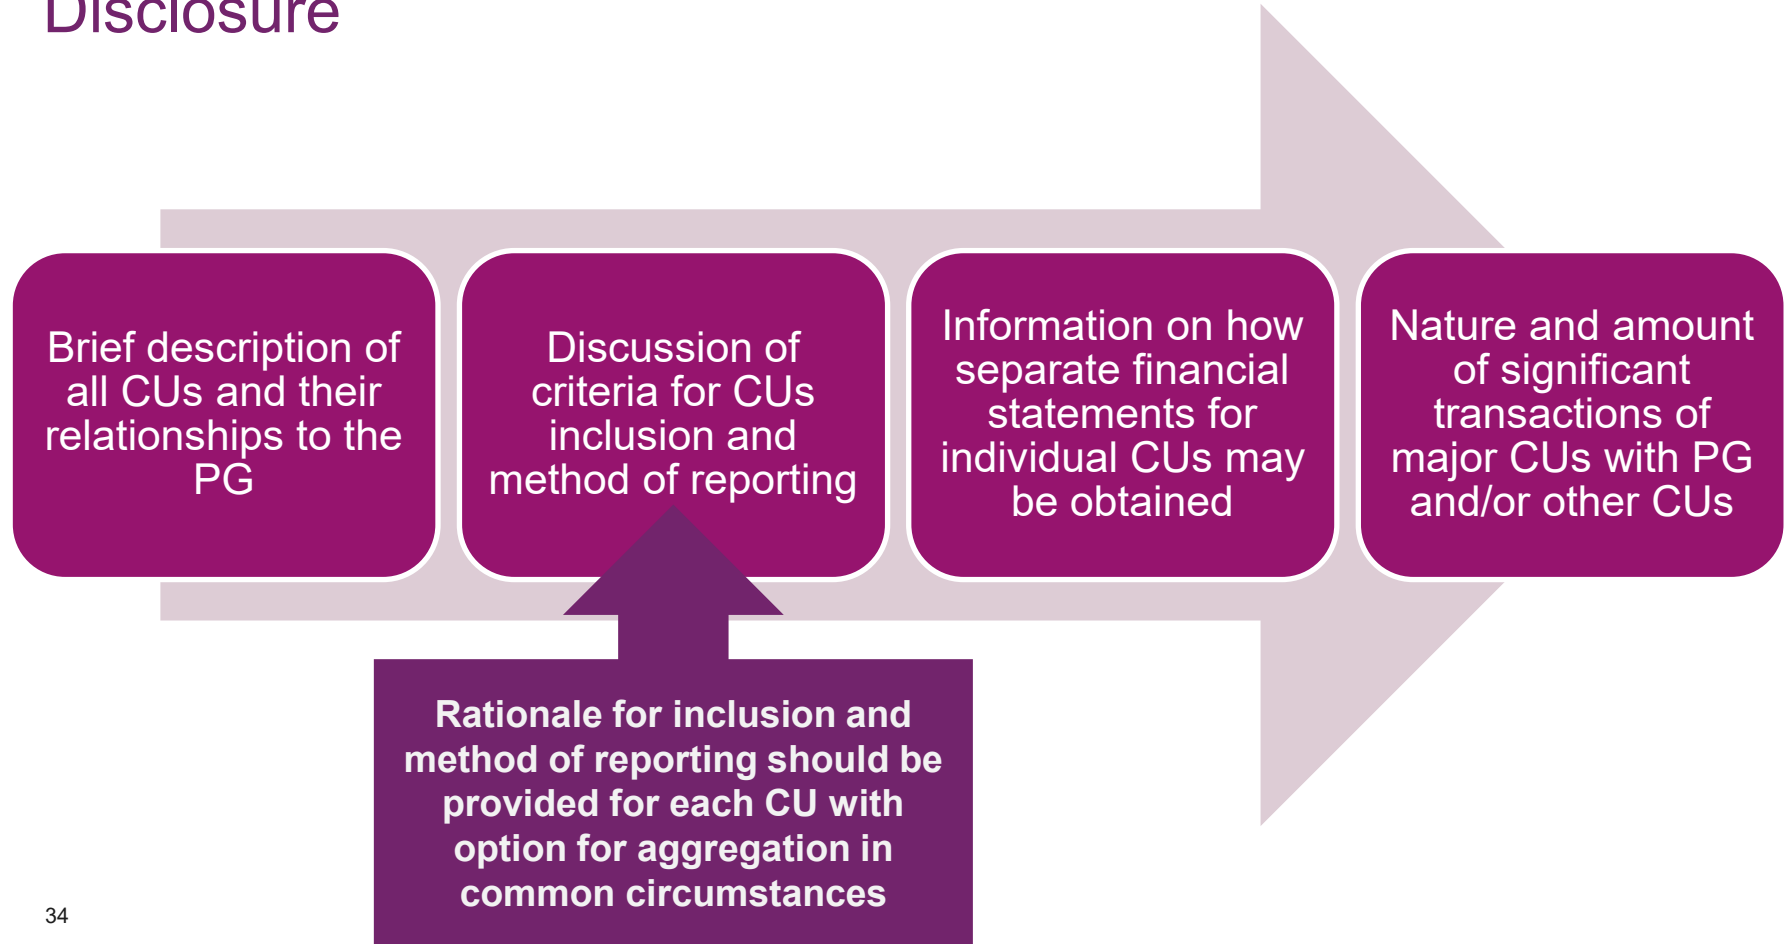 Disclosure
Brief description of
all CUs and their
relationships to the
PG
Discussion of
criteria for CUs
inclusion and
method of reporting
Information on how
separate financial
statements for
individual CUs may
be obtained
Nature and amount
of significant
transactions of
major CUs with PG
and/or other CUs
Rationale for inclusion and
method of reporting should be
provided for each CU with
option for aggregation in
common circumstances
34